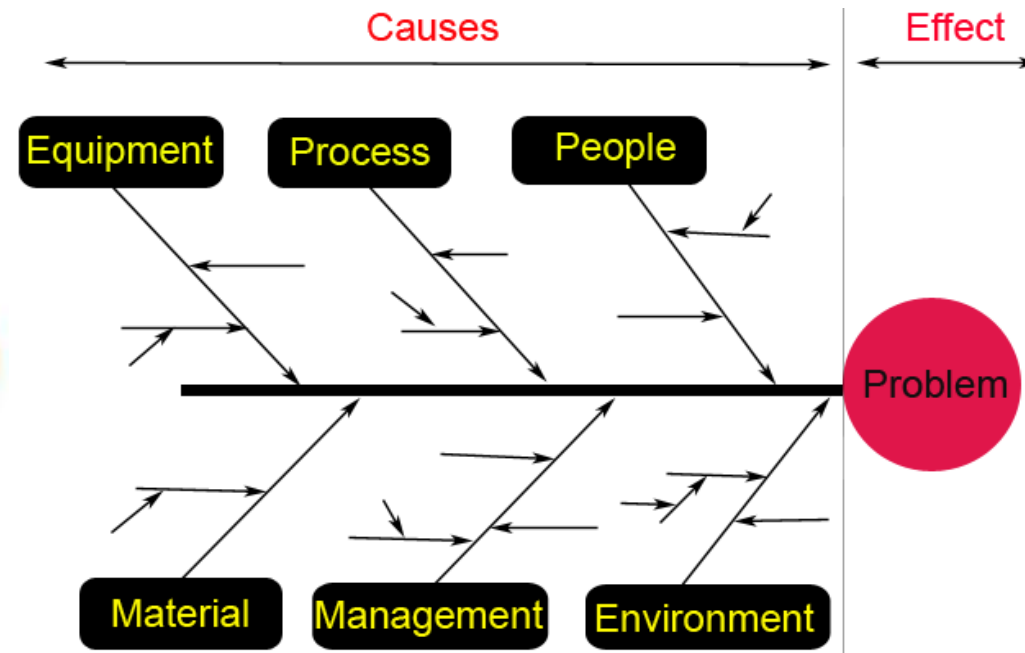 Causes
Effect
Equipment
Process
People
Problem
Material
Management
Environment